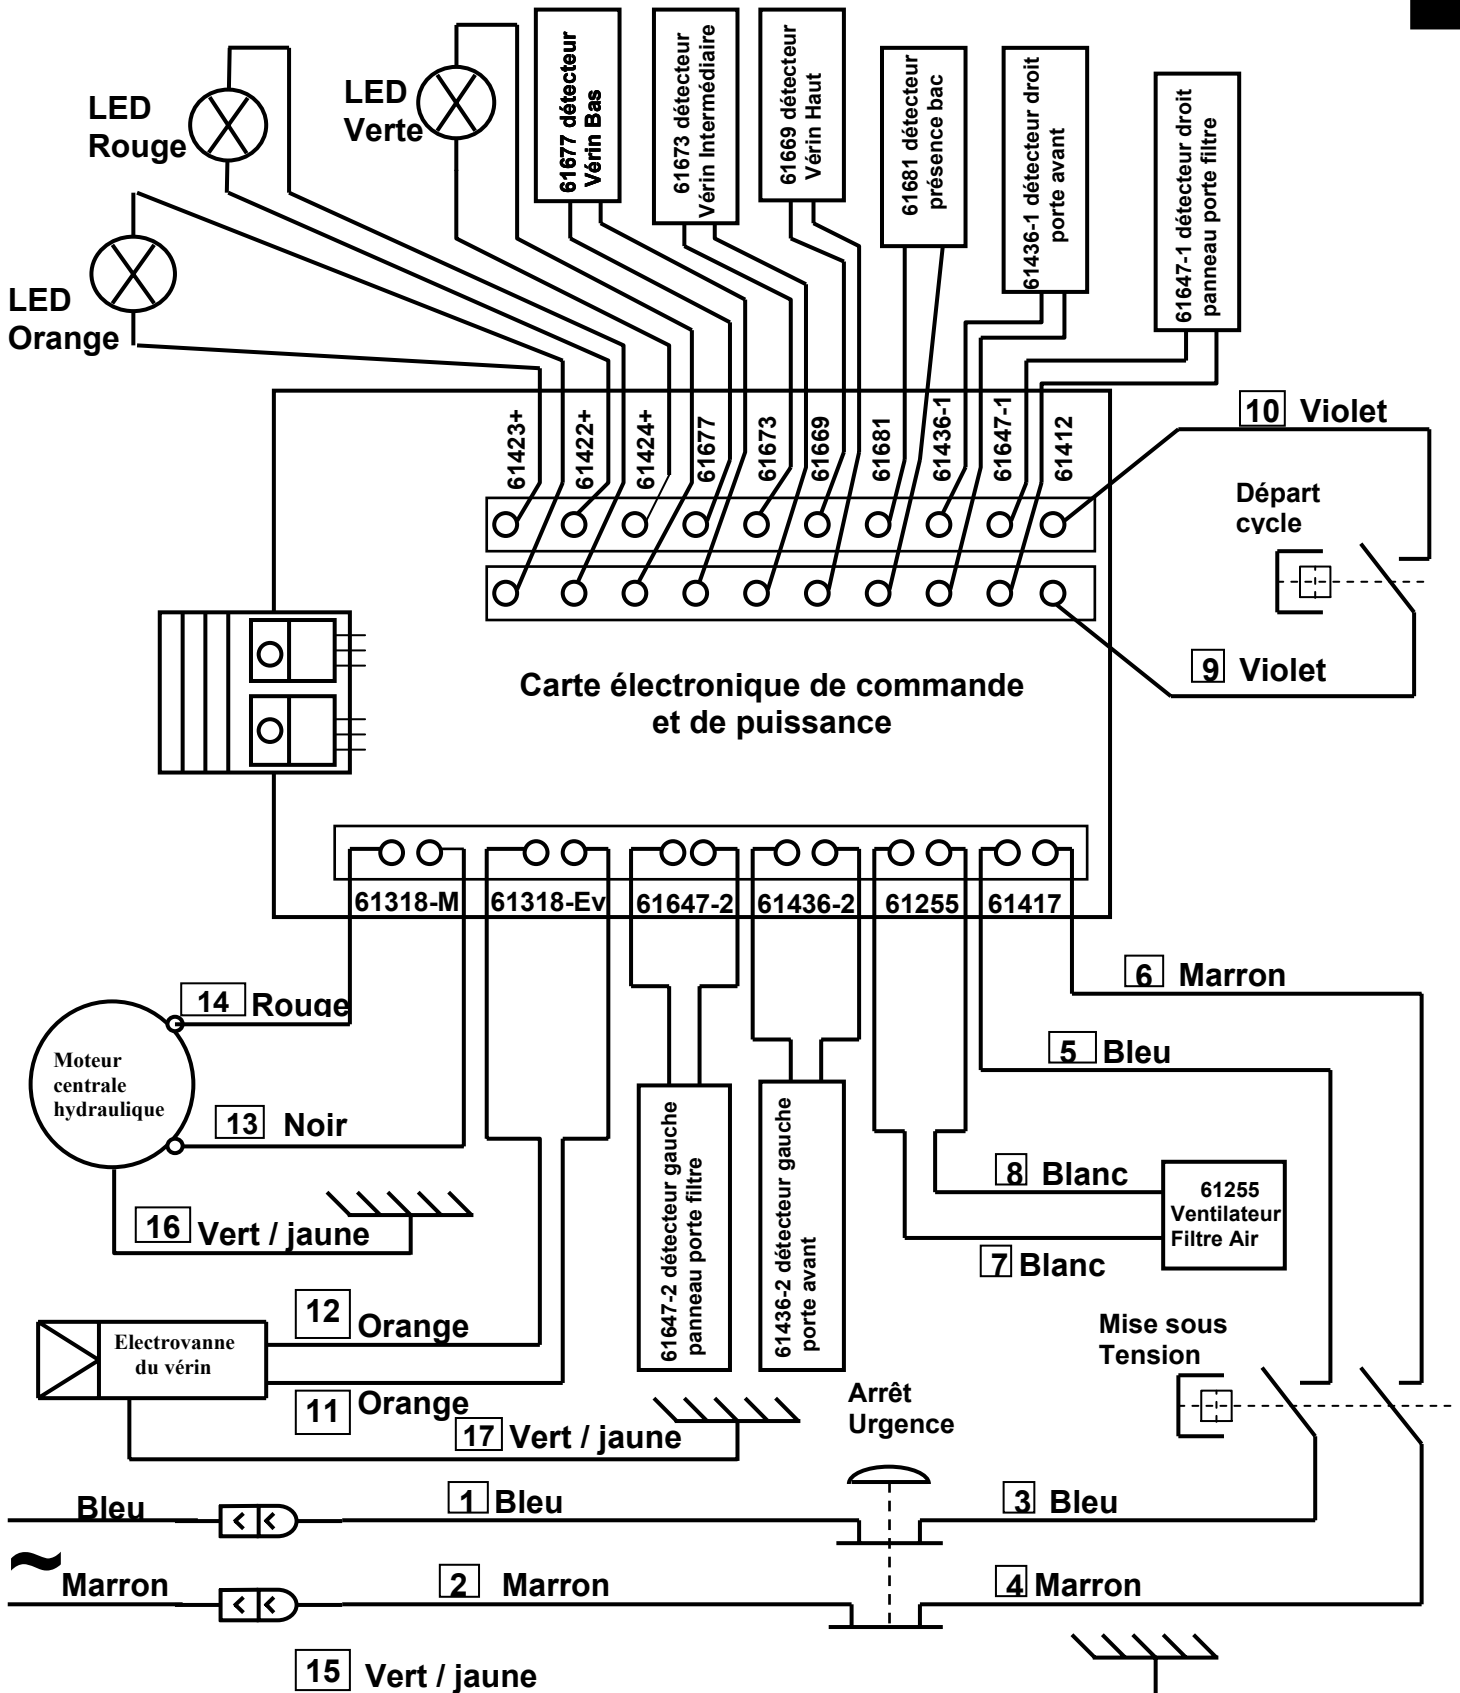 LED
Rouge
LED
Verte
LED
Orange
61677 détecteur
Vérin Bas
61673 détecteur
Vérin Intermédiaire
61669 détecteur
Vérin Haut
61681 détecteur
présence bac
61436-1 détecteur droit
porte avant
61647-1 détecteur droit
panneau porte filtre
61423+
61422+
61424+
61677
61673
61669
61681
61436-1
61647-1
61412
10 Violet
Départ
cycle
9 Violet
Carte électronique de commande
et de puissance
61318-M
61318-Ev
61647-2
61436-2
61255
61417
6 Marron
14 Rouge
5 Bleu
Moteur
centrale
hydraulique
13 Noir
61647-2 détecteur gauche
panneau porte filtre
61436-2 détecteur gauche
porte avant
8 Blanc
61255
Ventilateur
Filtre Air
16 Vert / jaune
7 Blanc
12 Orange
Electrovanne
du vérin
Mise sous
Tension
11 Orange
Arrêt
Urgence
17 Vert / jaune
Bleu
1 Bleu
3 Bleu
~
Marron
2 Marron
4 Marron
15 Vert / jaune